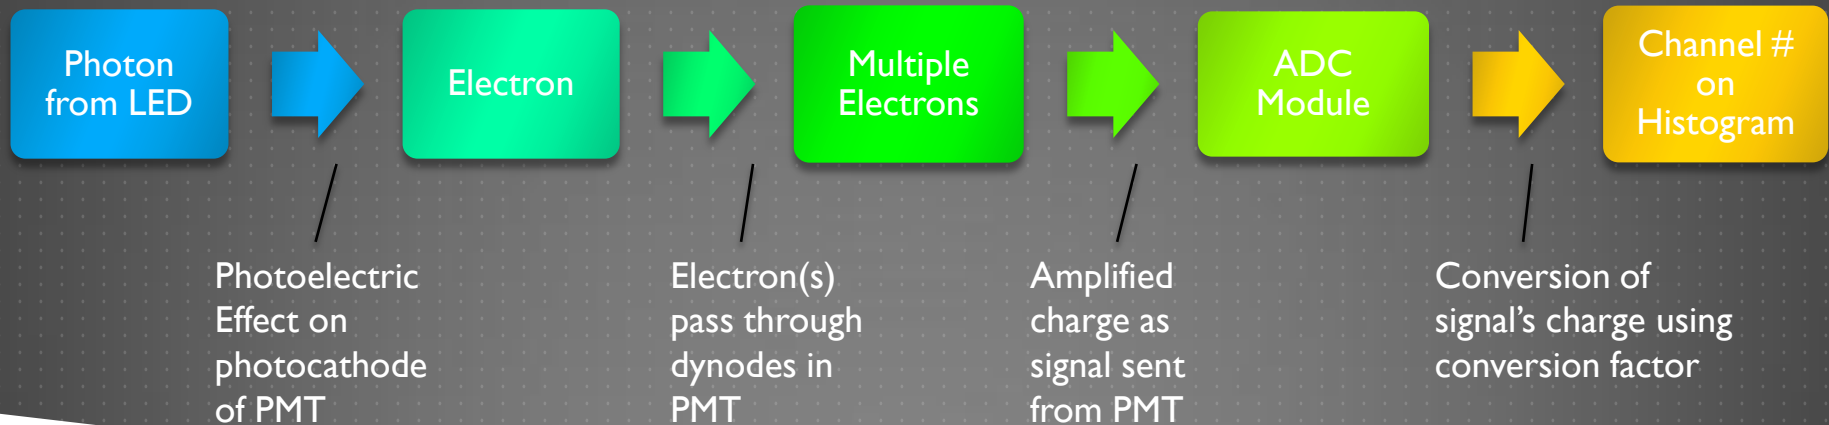 Photon
from LED
Electron
Multiple
Electrons
ADC
Module
Channel #
on
Histogram
Photoelectric
Effect on
photocathode
of PMT
Electron(s)
pass through
dynodes in
PMT
Amplified
charge as
signal sent
from PMT
Conversion of
signal’s charge using
conversion factor